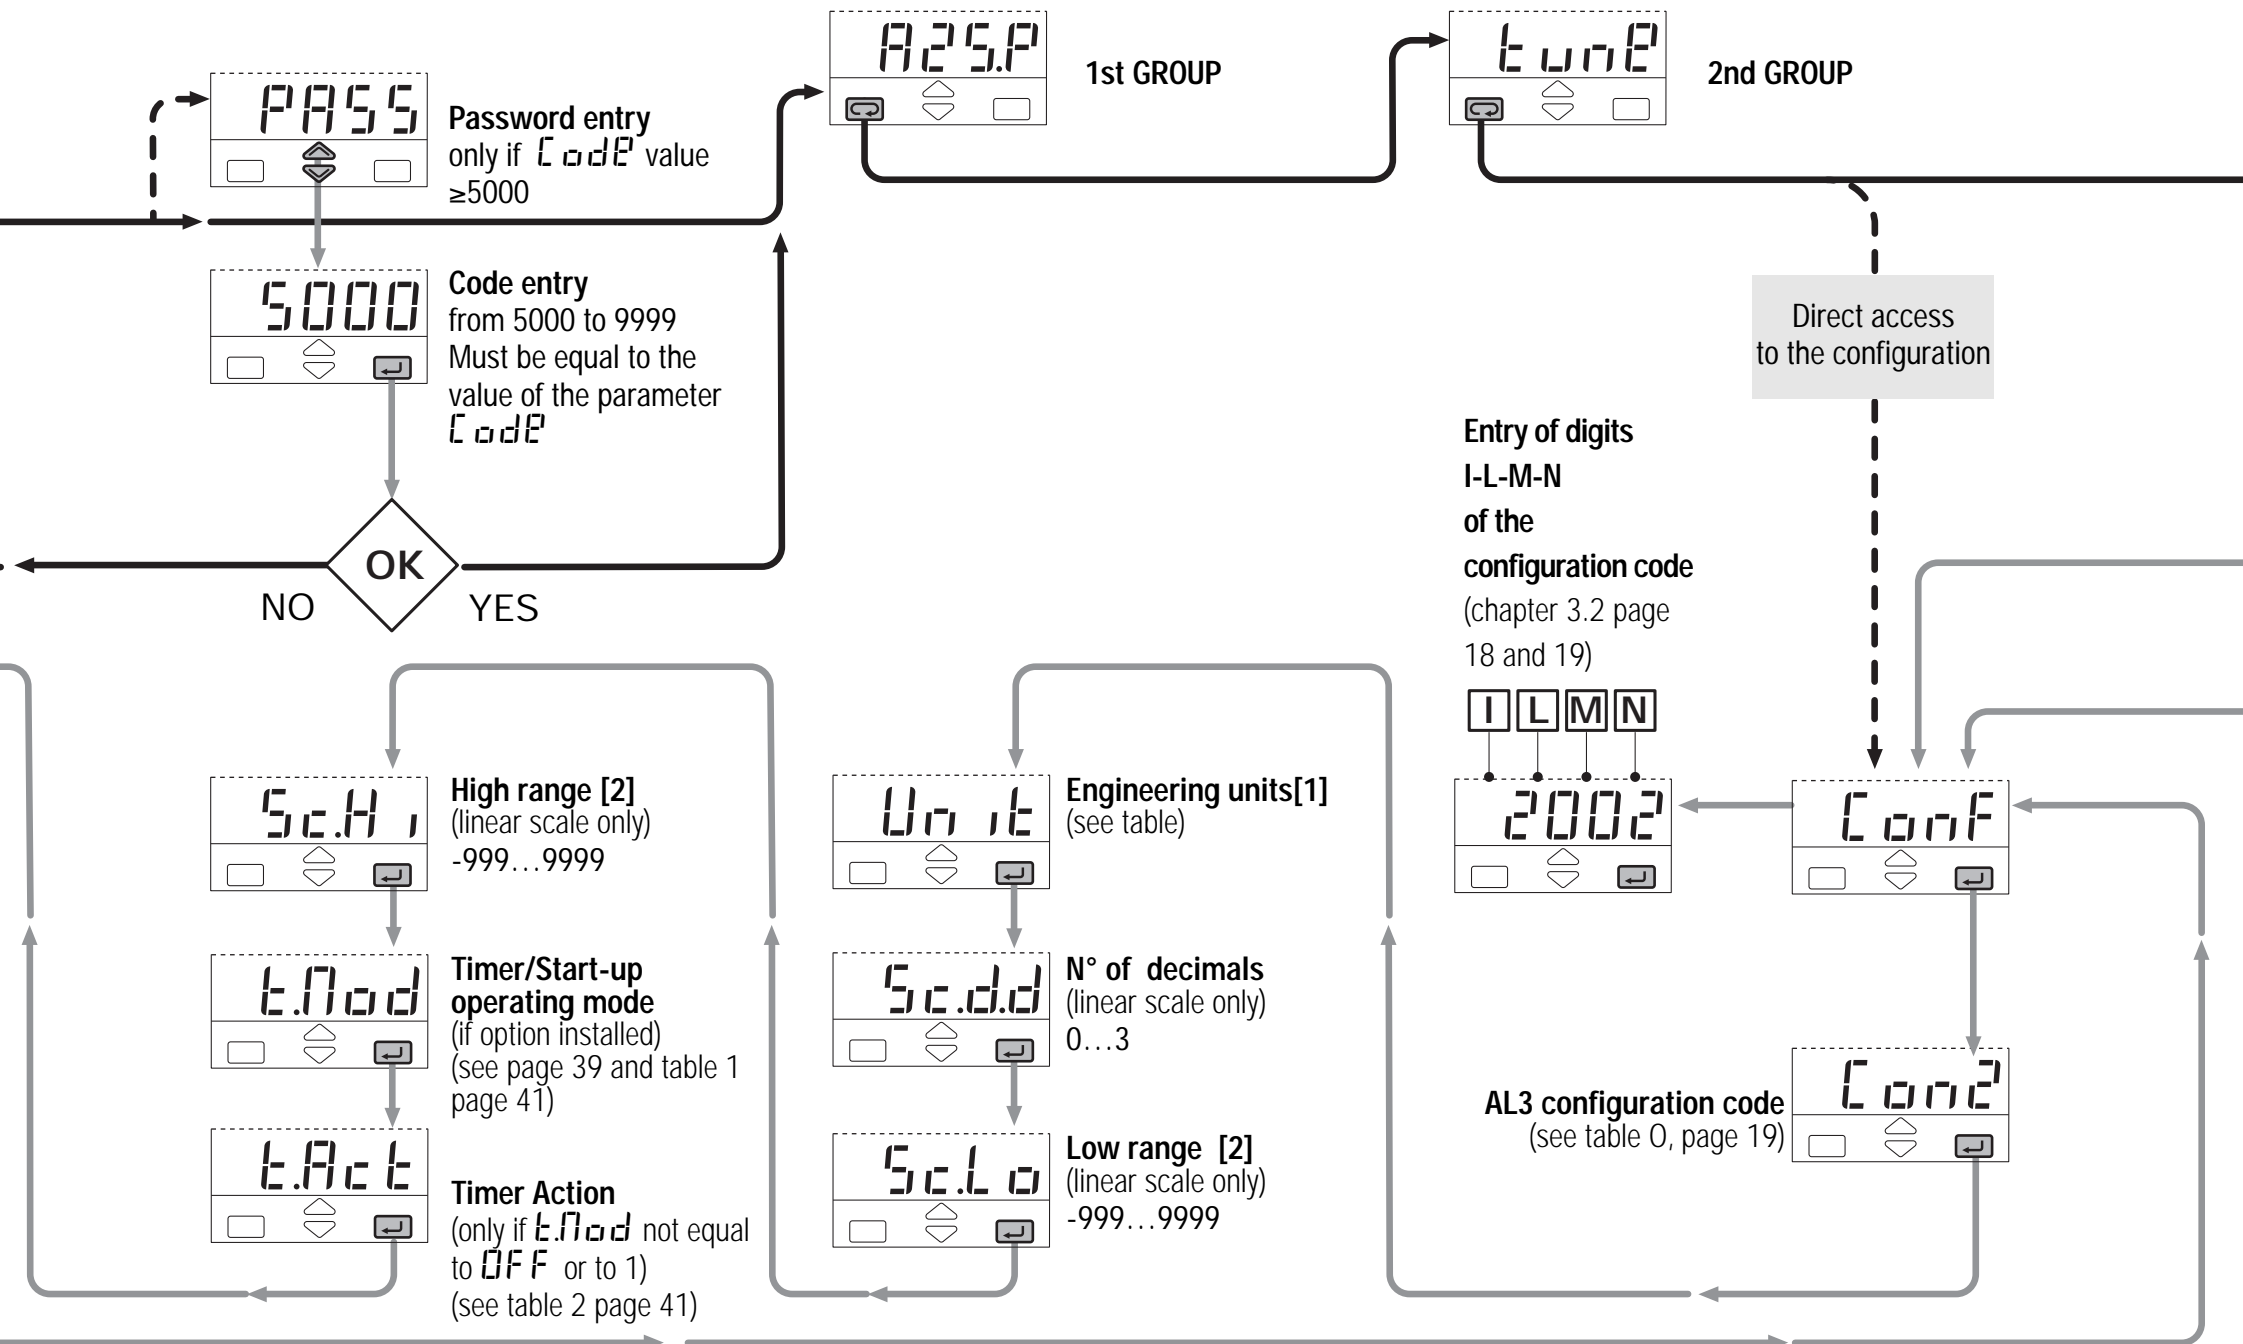 PASS
Password entry
only if CodE value
≥5000
A2S.P
1st GROUP
tunE
2nd GROUP
5000
Code entry
from 5000 to 9999
Must be equal to the
value of the parameter
CodE
OK
NO
YES
Direct access
to the configuration
Entry of digits
I-L-M-N
of the
configuration code
(chapter 3.2 page
18 and 19)
I L M N
2002
ConF
Con2
AL3 configuration code
(see table O, page 19)
Unit
Engineering units[1]
(see table)
Sc.d.d
N° of decimals
(linear scale only)
0...3
Sc.Lo
Low range [2]
(linear scale only)
-999...9999
Sc.Hi
High range [2]
(linear scale only)
-999...9999
t.Mod
Timer/Start-up
operating mode
(if option installed)
(see page 39 and table 1
page 41)
t.Act
Timer Action
(only if t.Mod not equal
to OFF or to 1)
(see table 2 page 41)